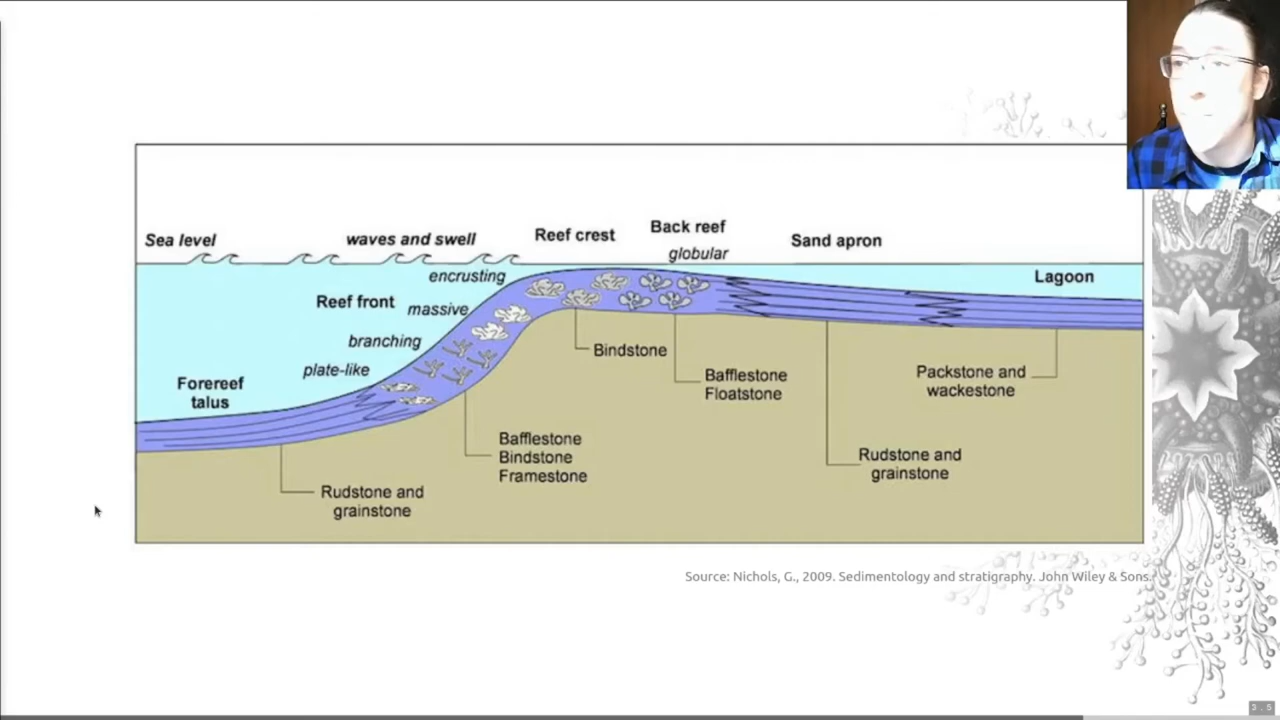 Sea level
waves and swell
Reef crest
Back reef
globular
Sand apron
encrusting
Lagoon
Reef front
massive
branching
plate-like
Forereef
talus
Bindstone
Bafflestone
Floatstone
Packstone and
wackestone
Bafflestone
Bindstone
Framestone
Rudstone and
grainstone
Rudstone and
grainstone
Source: Nichols, G., 2009. Sedimentology and stratigraphy. John Wiley & Sons.
3.5